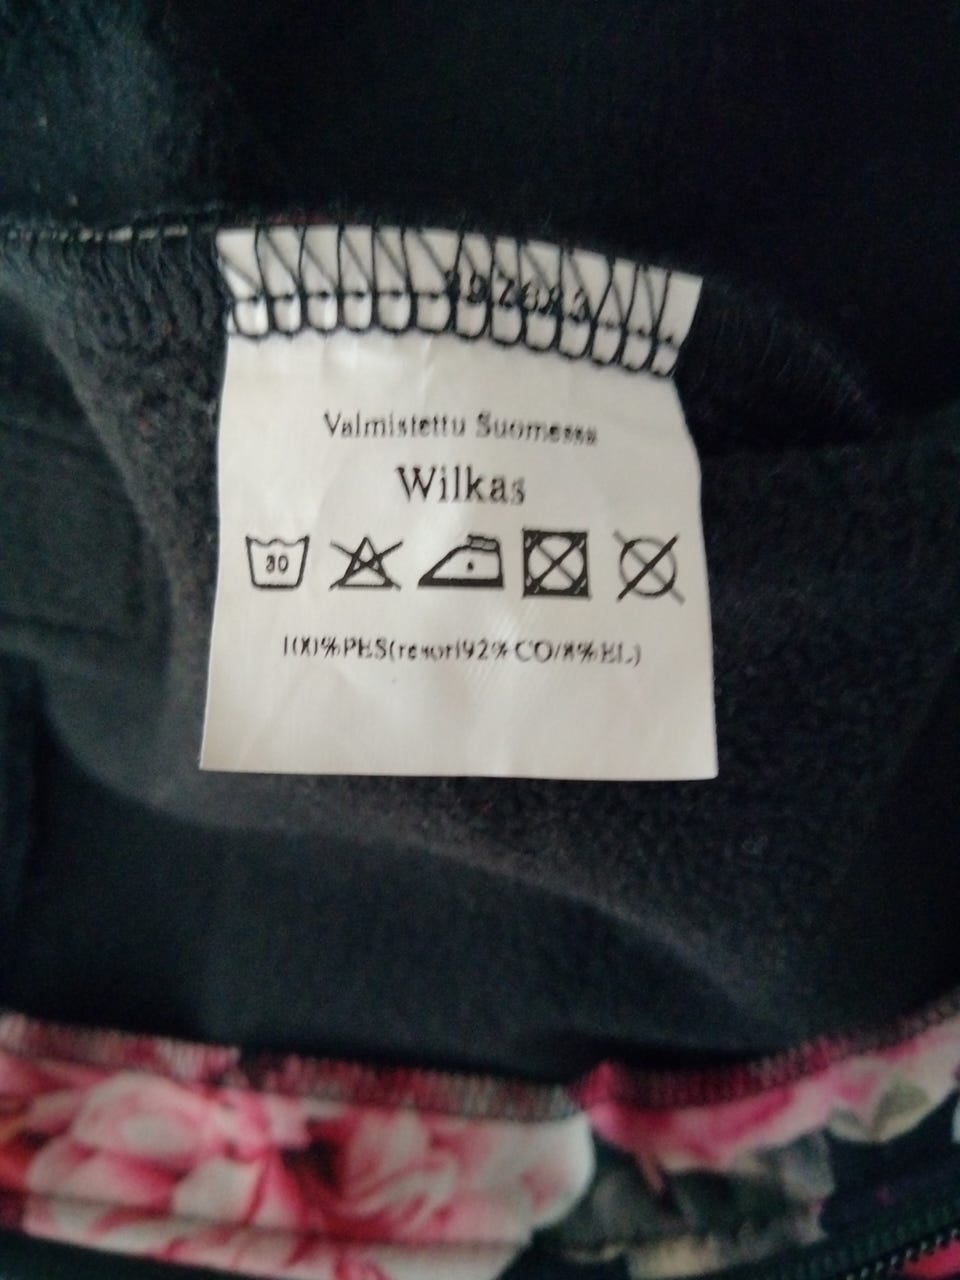 Valmistettu Suomessa
Wilkas
30
100%PES(resori92%CO/8%EL)